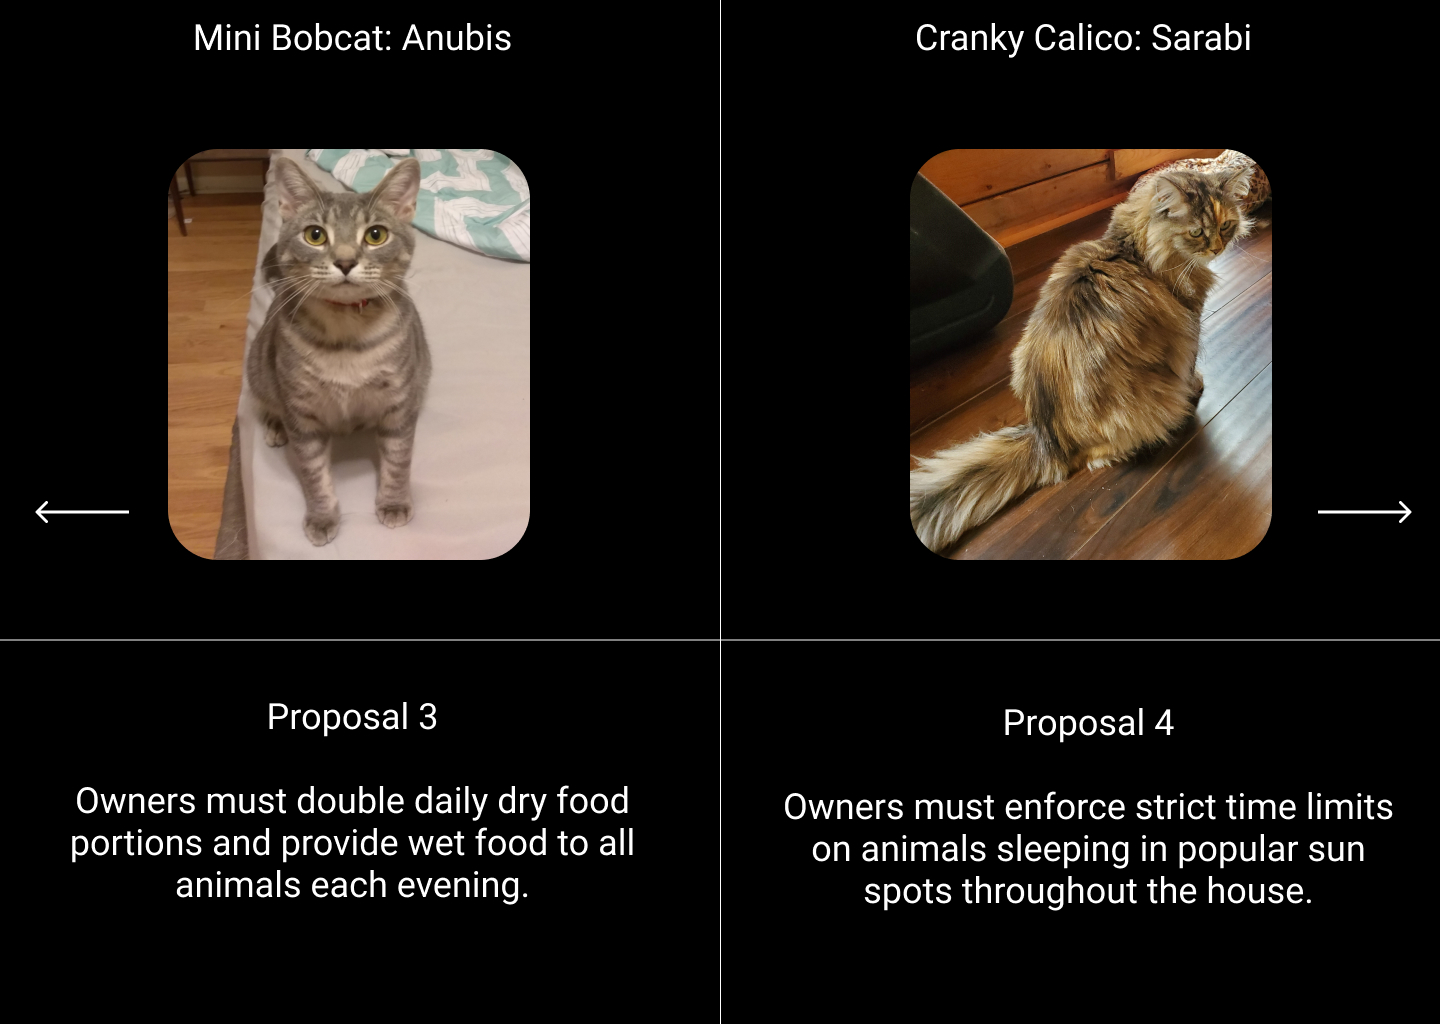 Mini Bobcat: Anubis
Cranky Calico: Sarabi
Proposal 3
Owners must double daily dry food
portions and provide wet food to all
animals each evening.
Proposal 4
Owners must enforce strict time limits
on animals sleeping in popular sun
spots throughout the house.